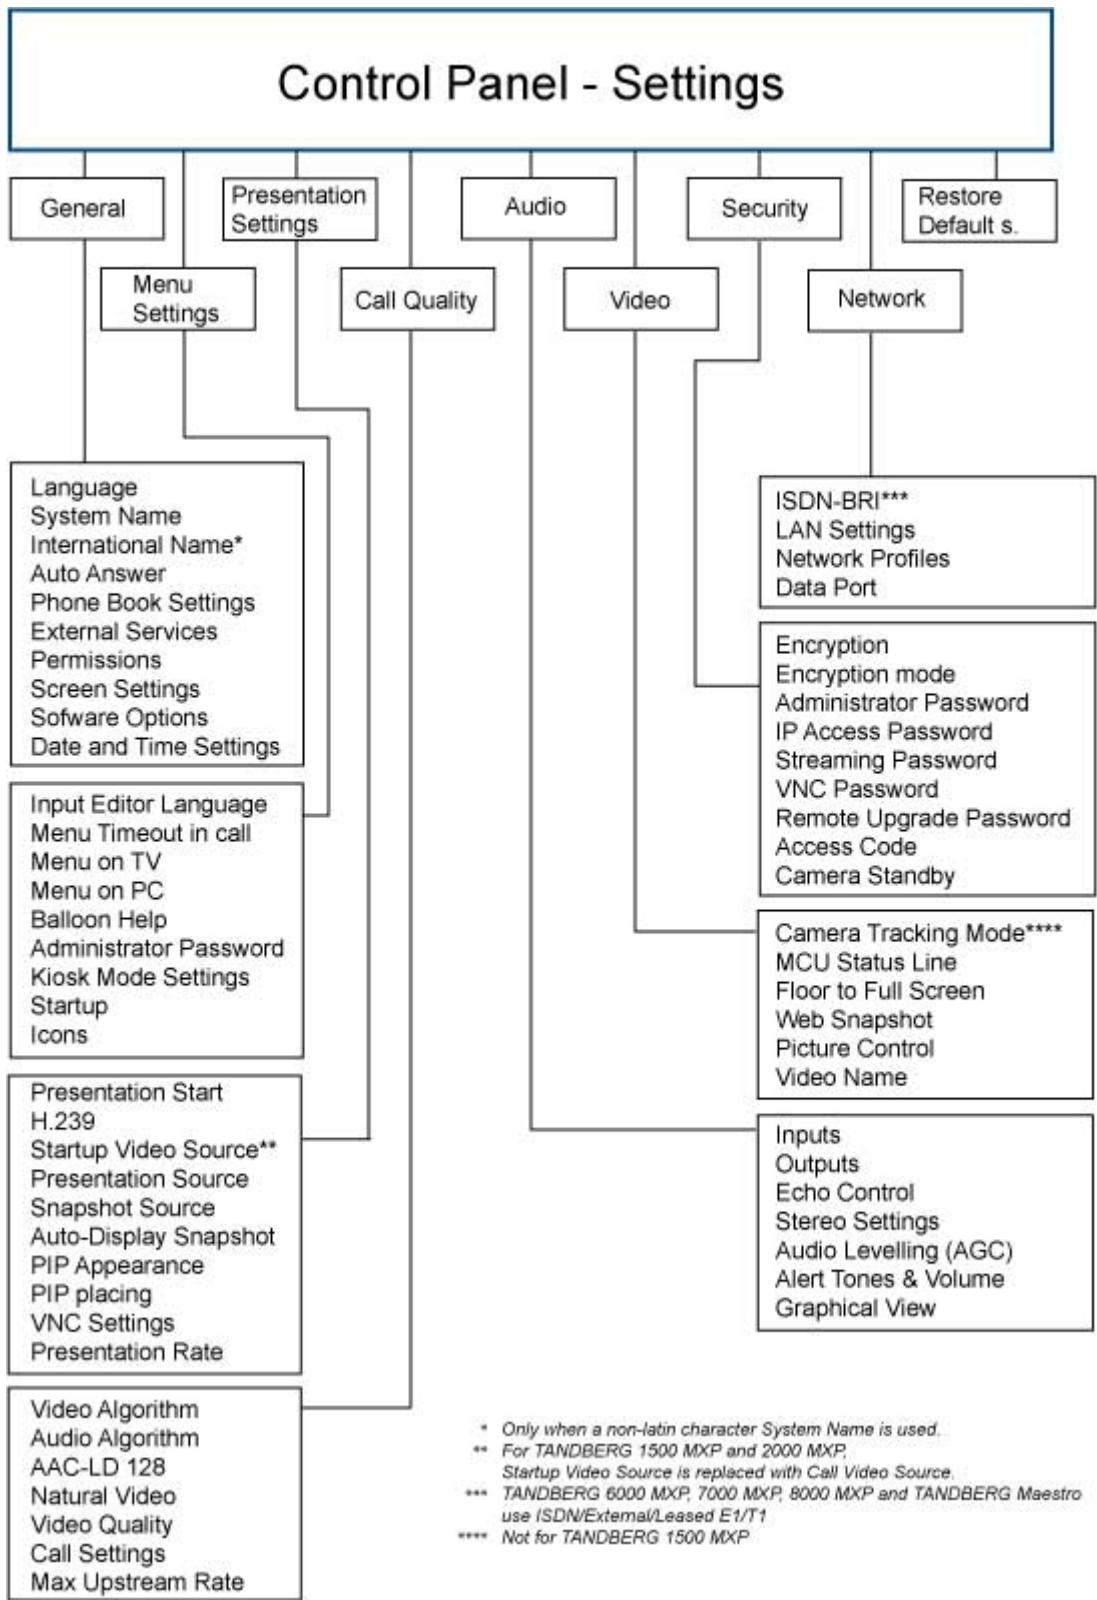 Control Panel - Settings
General
Presentation
Settings
Audio
Security
Restore
Default s.
Menu
Settings
Call Quality
Video
Network
Language
System Name
International Name*
Auto Answer
Phone Book Settings
External Services
Permissions
Screen Settings
Sofware Options
Date and Time Settings
Input Editor Language
Menu Timeout in call
Menu on TV
Menu on PC
Balloon Help
Administrator Password
Kiosk Mode Settings
Startup
Icons
Presentation Start
H.239
Startup Video Source**
Presentation Source
Snapshot Source
Auto-Display Snapshot
PIP Appearance
PIP placing
VNC Settings
Presentation Rate
Video Algorithm
Audio Algorithm
AAC-LD 128
Natural Video
Video Quality
Call Settings
Max Upstream Rate
ISDN-BRI***
LAN Settings
Network Profiles
Data Port
Encryption
Encryption mode
Administrator Password
IP Access Password
Streaming Password
VNC Password
Remote Upgrade Password
Access Code
Camera Standby
Camera Tracking Mode****
MCU Status Line
Floor to Full Screen
Web Snapshot
Picture Control
Video Name
Inputs
Outputs
Echo Control
Stereo Settings
Audio Levelling (AGC)
Alert Tones & Volume
Graphical View
* Only when a non-latin character System Name is used.
** For TANDBERG 1500 MXP and 2000 MXP,
Startup Video Source is replaced with Call Video Source.
*** TANDBERG 6000 MXP, 7000 MXP, 8000 MXP and TANDBERG Maestro
use ISDN/External/Leased E1/T1
**** Not for TANDBERG 1500 MXP